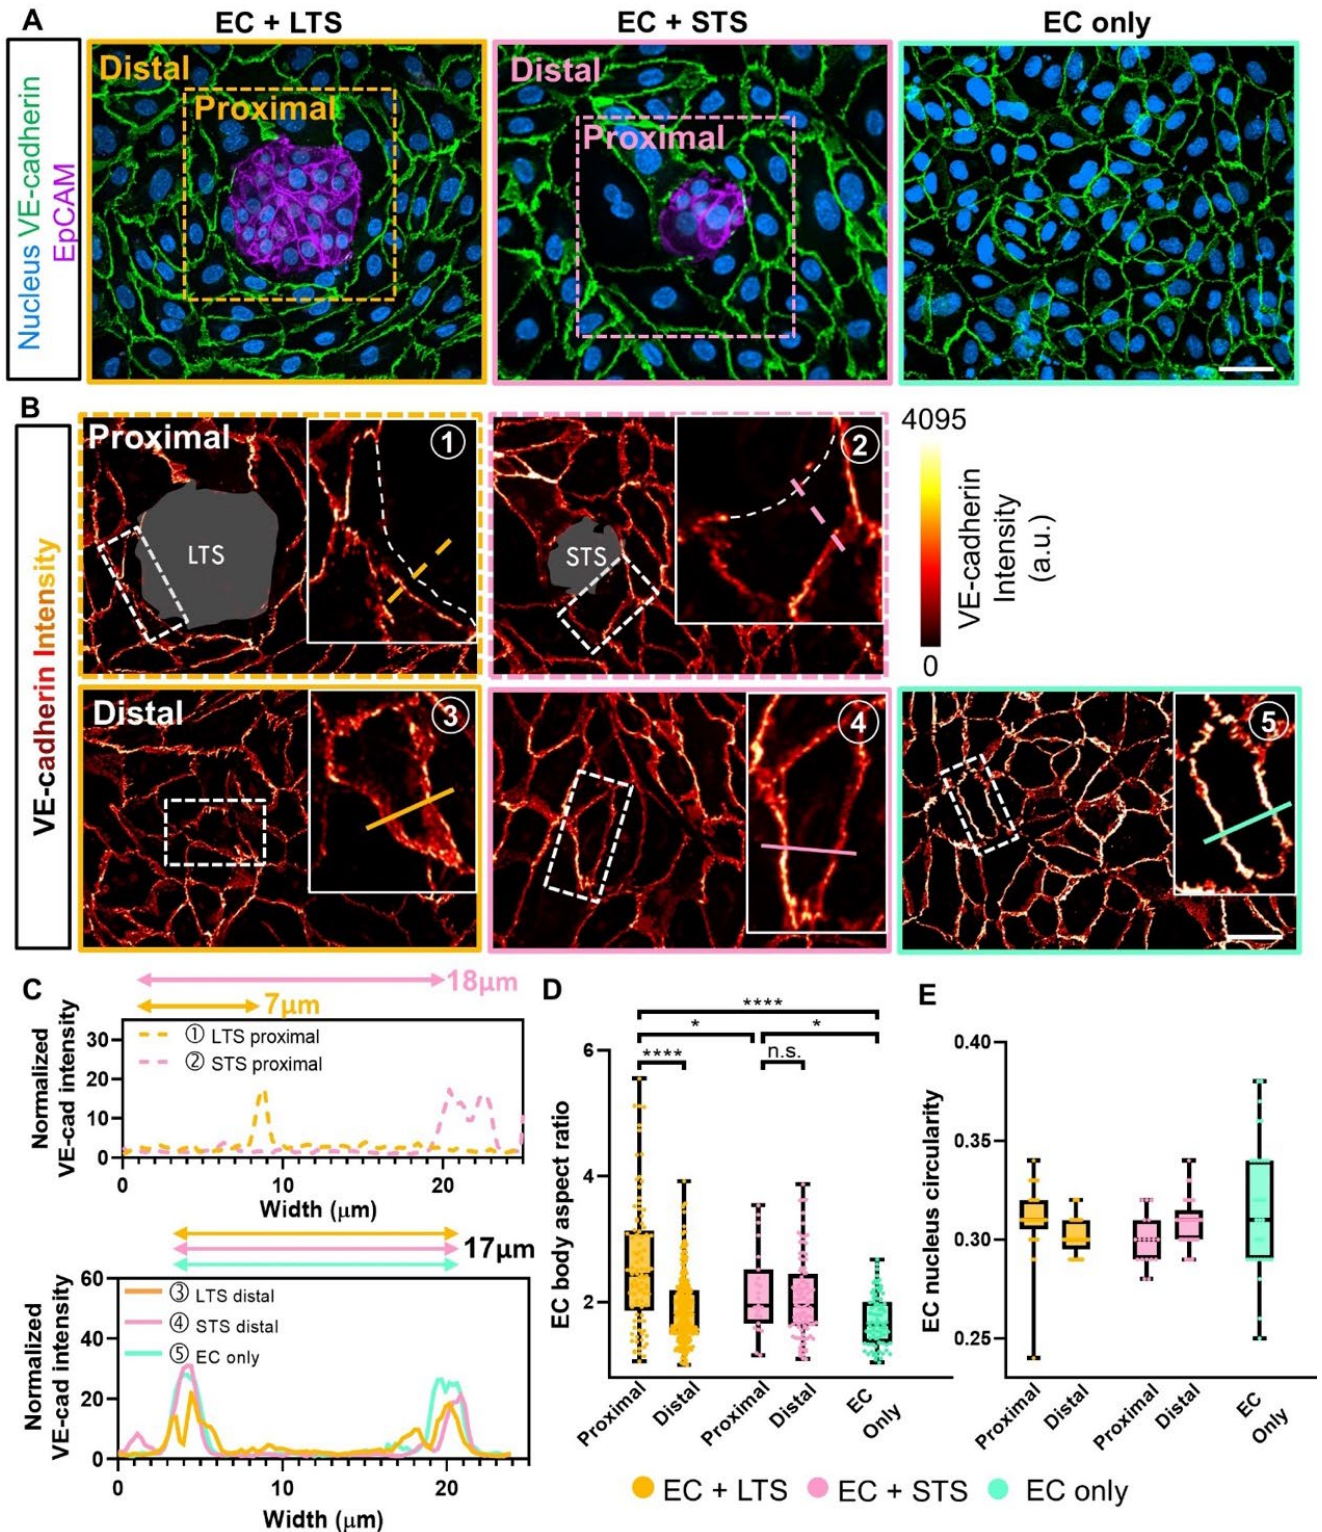 A
EC + LTS
EC + STS
EC only
Nucleus VE-cadherin
EpCAM
Distal
Proximal
Distal
Proximal
B
VE-cadherin Intensity
Proximal
①
LTS
②
STS
4095
VE-cadherin
Intensity
(a.u.)
0
Distal
③
④
⑤
C
18µm
7µm
Normalized
VE-cad intensity
30
20
10
0
① LTS proximal
② STS proximal
0
10
20
Width (µm)
17µm
Normalized
VE-cad intensity
60
40
20
0
③ LTS distal
④ STS distal
⑤ EC only
0
10
20
Width (µm)
D
****
*
*
****
n.s.
EC body aspect ratio
6
4
2
Proximal
Distal
Proximal
Distal
EC
Only
E
EC nucleus circularity
0.40
0.35
0.30
0.25
Proximal
Distal
Proximal
Distal
EC
Only
EC + LTS
EC + STS
EC only